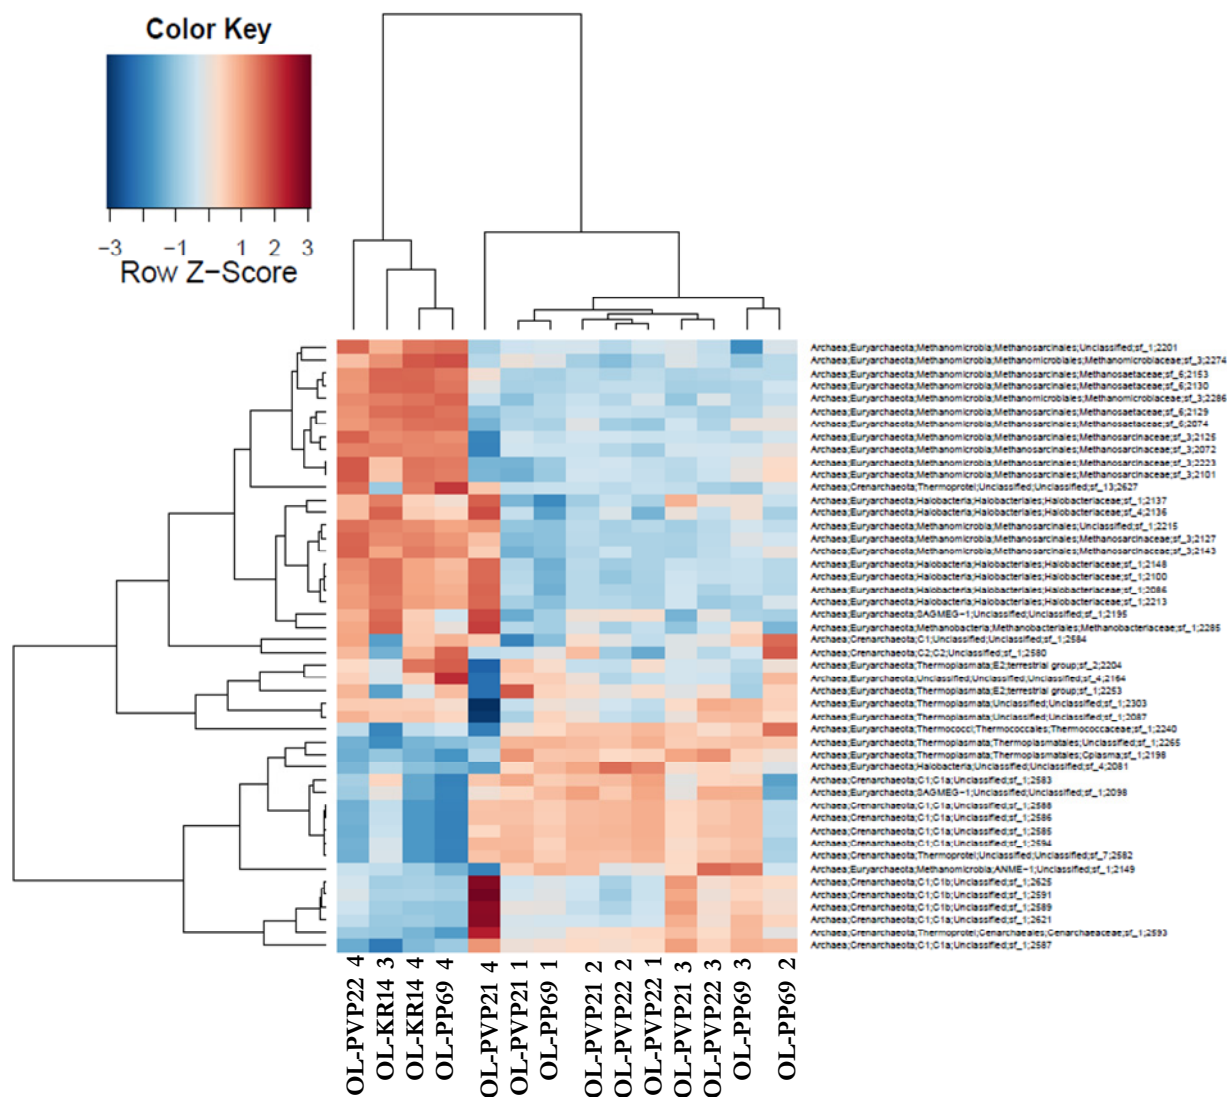 Color Key
−3 −1 1 2 3
Row Z−Score
Archaea;Euryarchaeota;Methanomicrobia;Methanosarcinales;Unclassified;sf_1;2201
Archaea;Euryarchaeota;Methanomicrobia;Methanomicrobiales;Methanomicrobiaceae;sf_3;2274
Archaea;Euryarchaeota;Methanomicrobia;Methanosarcinales;Methanosaetaceae;sf_6;2153
Archaea;Euryarchaeota;Methanomicrobia;Methanosarcinales;Methanosaetaceae;sf_6;2130
Archaea;Euryarchaeota;Methanomicrobia;Methanomicrobiales;Methanomicrobiaceae;sf_3;2286
Archaea;Euryarchaeota;Methanomicrobia;Methanosarcinales;Methanosaetaceae;sf_6;2129
Archaea;Euryarchaeota;Methanomicrobia;Methanosarcinales;Methanosaetaceae;sf_6;2074
Archaea;Euryarchaeota;Methanomicrobia;Methanosarcinales;Methanosarcinaceae;sf_3;2125
Archaea;Euryarchaeota;Methanomicrobia;Methanosarcinales;Methanosarcinaceae;sf_3;2072
Archaea;Euryarchaeota;Methanomicrobia;Methanosarcinales;Methanosarcinaceae;sf_3;2223
Archaea;Euryarchaeota;Methanomicrobia;Methanosarcinales;Methanosarcinaceae;sf_3;2101
Archaea;Crenarchaeota;Thermoprotei;Unclassified;Unclassified;sf_13;2627
Archaea;Euryarchaeota;Halobacteria;Halobacteriales;Halobacteriaceae;sf_1;2137
Archaea;Euryarchaeota;Halobacteria;Halobacteriales;Halobacteriaceae;sf_4;2136
Archaea;Euryarchaeota;Methanomicrobia;Methanosarcinales;Unclassified;sf_1;2215
Archaea;Euryarchaeota;Methanomicrobia;Methanosarcinales;Methanosarcinaceae;sf_3;2127
Archaea;Euryarchaeota;Methanomicrobia;Methanosarcinales;Methanosarcinaceae;sf_3;2143
Archaea;Euryarchaeota;Halobacteria;Halobacteriales;Halobacteriaceae;sf_1;2148
Archaea;Euryarchaeota;Halobacteria;Halobacteriales;Halobacteriaceae;sf_1;2100
Archaea;Euryarchaeota;Halobacteria;Halobacteriales;Halobacteriaceae;sf_1;2086
Archaea;Euryarchaeota;Halobacteria;Halobacteriales;Halobacteriaceae;sf_1;2213
Archaea;Euryarchaeota;SAGMEG-1;Unclassified;Unclassified;sf_1;2195
Archaea;Euryarchaeota;Methanobacteria;Methanobacteriales;Methanobacteriaceae;sf_1;2285
Archaea;Crenarchaeota;C1;Unclassified;Unclassified;sf_1;2584
Archaea;Crenarchaeota;C2;C2;Unclassified;sf_1;2580
Archaea;Euryarchaeota;Thermoplasmata;E2;terrestrial group;sf_2;2204
Archaea;Euryarchaeota;Unclassified;Unclassified;Unclassified;sf_4;2164
Archaea;Euryarchaeota;Thermoplasmata;E2;terrestrial group;sf_1;2253
Archaea;Euryarchaeota;Thermoplasmata;Unclassified;Unclassified;sf_1;2303
Archaea;Euryarchaeota;Thermoplasmata;Unclassified;Unclassified;sf_1;2087
Archaea;Euryarchaeota;Thermococci;Thermococcales;Thermococcaceae;sf_1;2240
Archaea;Euryarchaeota;Thermoplasmata;Thermoplasmatales;Unclassified;sf_1;2265
Archaea;Euryarchaeota;Thermoplasmata;Thermoplasmatales;Cplasma;sf_1;2198
Archaea;Euryarchaeota;Halobacteria;Unclassified;Unclassified;sf_4;2081
Archaea;Crenarchaeota;C1;C1a;Unclassified;sf_1;2583
Archaea;Euryarchaeota;SAGMEG-1;Unclassified;Unclassified;sf_1;2098
Archaea;Crenarchaeota;C1;C1a;Unclassified;sf_1;2588
Archaea;Crenarchaeota;C1;C1a;Unclassified;sf_1;2586
Archaea;Crenarchaeota;C1;C1a;Unclassified;sf_1;2585
Archaea;Crenarchaeota;C1;C1a;Unclassified;sf_1;2594
Archaea;Crenarchaeota;Thermoprotei;Unclassified;Unclassified;sf_7;2582
Archaea;Euryarchaeota;Methanomicrobia;ANME-1;Unclassified;sf_1;2149
Archaea;Crenarchaeota;C1;C1b;Unclassified;sf_1;2625
Archaea;Crenarchaeota;C1;C1b;Unclassified;sf_1;2591
Archaea;Crenarchaeota;C1;C1b;Unclassified;sf_1;2589
Archaea;Crenarchaeota;C1;C1a;Unclassified;sf_1;2621
Archaea;Crenarchaeota;Thermoprotei;Cenarchaeales;Cenarchaeaceae;sf_1;2593
Archaea;Crenarchaeota;C1;C1a;Unclassified;sf_1;2587
OL-PVP22 4
OL-KR14 3
OL-KR14 4
OL-PP69 4
OL-PVP21 4
OL-PVP21 1
OL-PP69 1
OL-PVP21 2
OL-PVP22 2
OL-PVP22 1
OL-PVP21 3
OL-PVP22 3
OL-PP69 3
OL-PP69 2